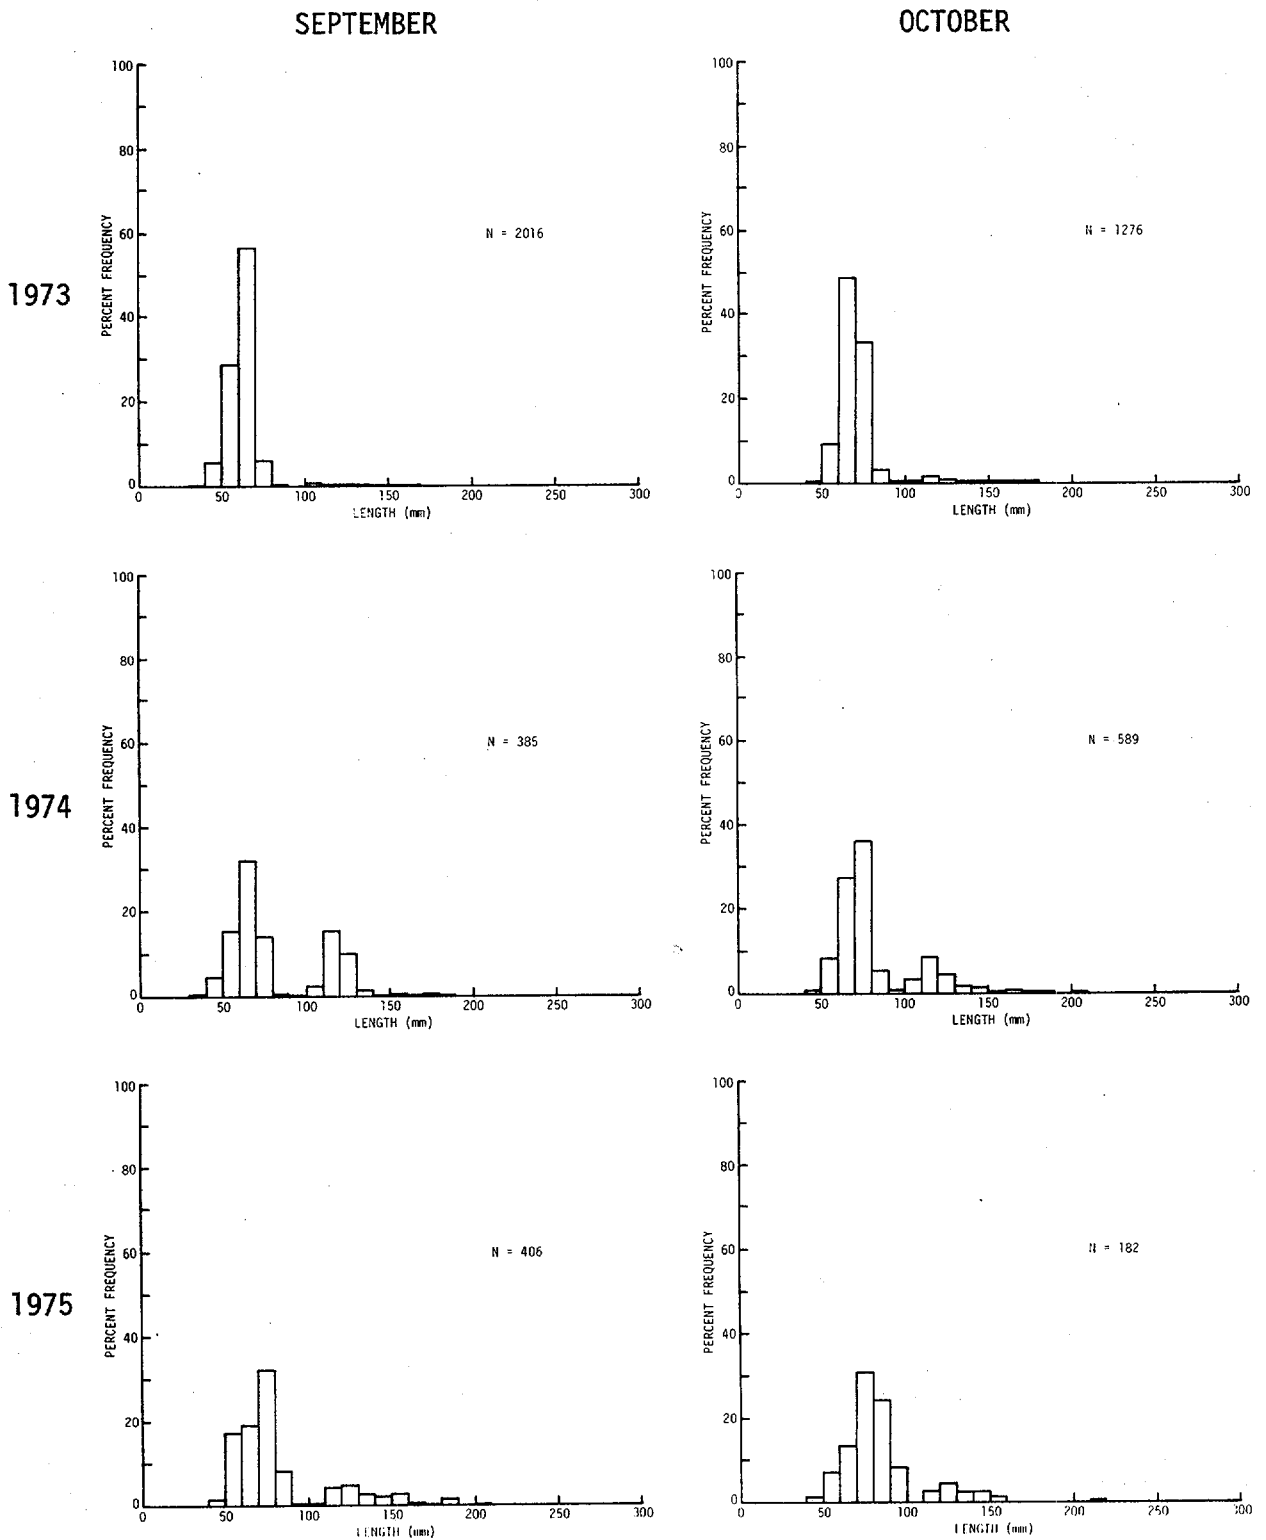 SEPTEMBER
OCTOBER
1973
PERCENT FREQUENCY
100
80
60
40
20
0
N = 2016
0 50 100 150 200 250 300
LENGTH (mm)
PERCENT FREQUENCY
100
80
60
40
20
0
N = 1276
0 50 100 150 200 250 300
LENGTH (mm)
1974
PERCENT FREQUENCY
100
80
60
40
20
0
N = 385
0 50 100 150 200 250 300
LENGTH (mm)
PERCENT FREQUENCY
100
80
60
40
20
0
N = 589
0 50 100 150 200 250 300
LENGTH (mm)
1975
PERCENT FREQUENCY
100
80
60
40
20
0
N = 406
0 50 100 150 200 250 300
LENGTH (mm)
PERCENT FREQUENCY
100
80
60
40
20
0
N = 182
0 50 100 150 200 250 300
LENGTH (mm)